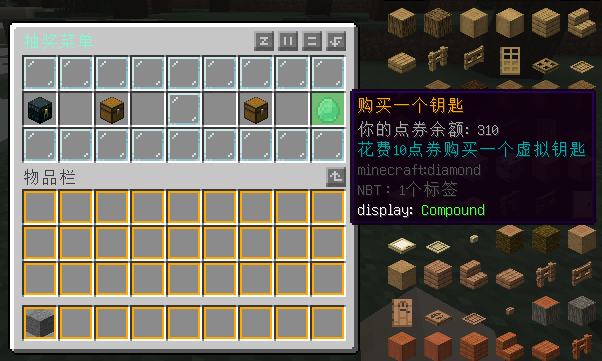 抽奖菜单
购买一个钥匙
你的点券余额: 310
花费10点券购买一个虚拟钥匙
minecraft:diamond
NBT: 1个标签
display: Compound
物品栏